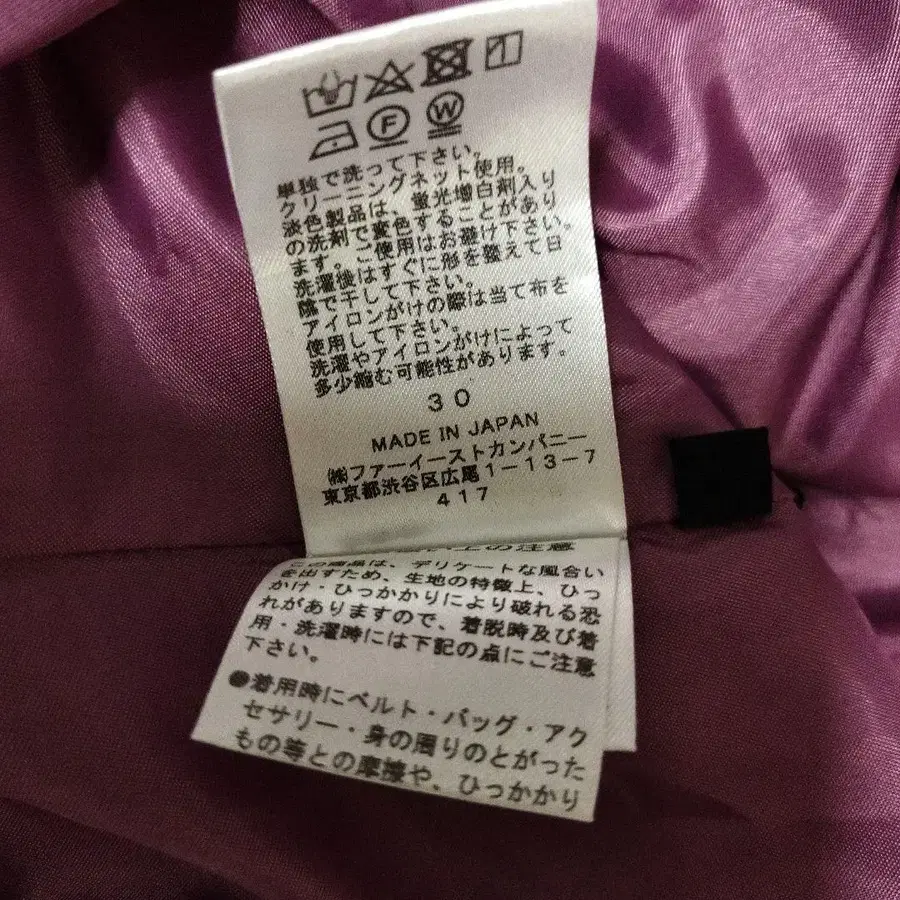 F W
単独で洗って下さい。
クリーニングネット使用。
淡色製品は、蛍光増白剤入り
の洗剤で変色することがあり
ます。ご使用はお避け下さい。
洗濯後はすぐに形を整えて日
陰で干して下さい。
アイロンがけの際は当て布を
使用して下さい。
洗濯やアイロンがけによって
多少縮む可能性があります。
30
MADE IN JAPAN
㈱ファーイーストカンパニー
東京都渋谷区広尾1-13-7
417
上の注意
この商品は、デリケートな風合い
を出すため、生地の特徴上、ひっ
かけ・ひっかかりにより破れる恐
れがありますので、着脱時及び着
用・洗濯時には下記の点にご注意
下さい。
●着用時にベルト・バッグ・アク
セサリー・身の周りのとがった
もの等との摩擦や、ひっかかり